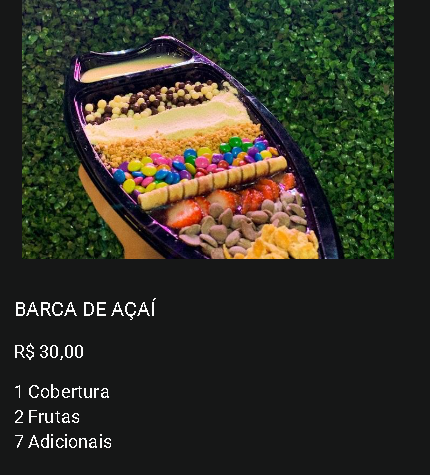 BARCA DE AÇAÍ
R$ 30,00
1 Cobertura
2 Frutas
7 Adicionais